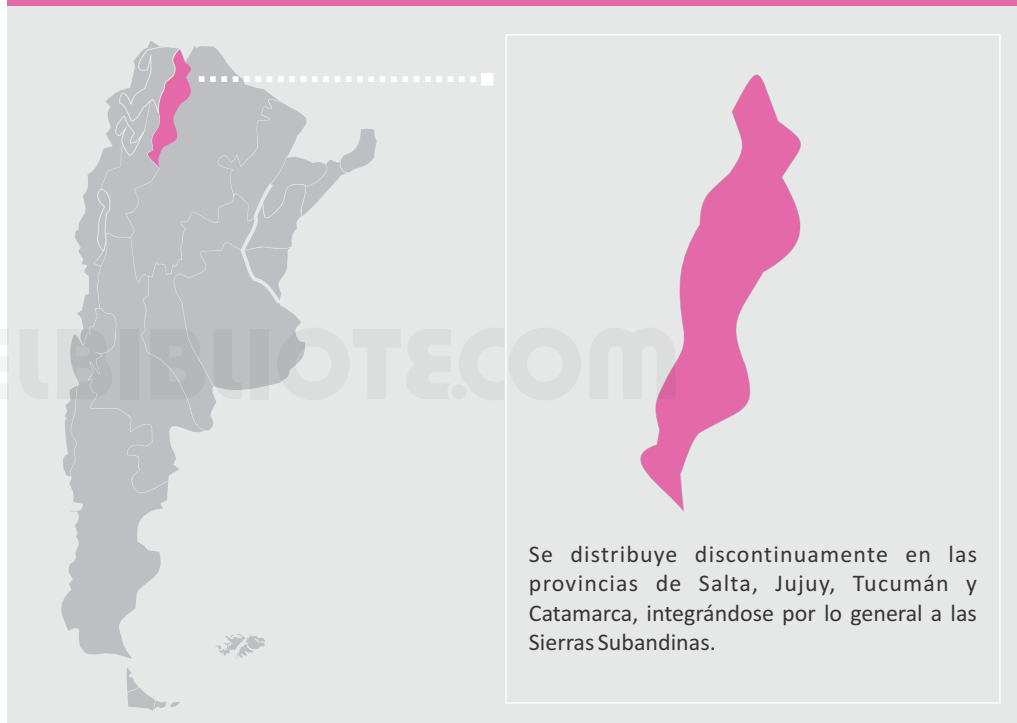 ELBIBLIOTE.COM
Se distribuye discontinuamente en las
provincias de Salta, Jujuy, Tucumán y
Catamarca, integrándose por lo general a las
Sierras Subandinas.